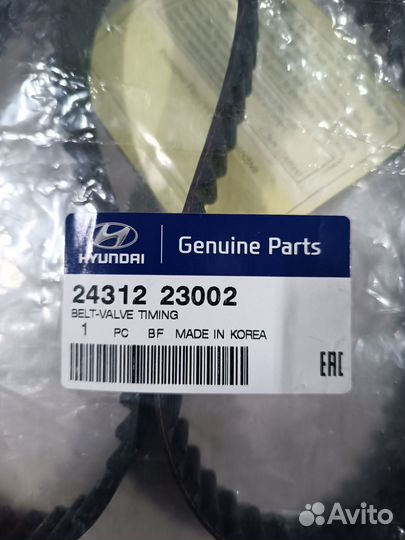 HYUNDAI
Genuine Parts
24312 23002
BELT-VALVE TIMING
1 PC BF MADE IN KOREA
EAC
Avito